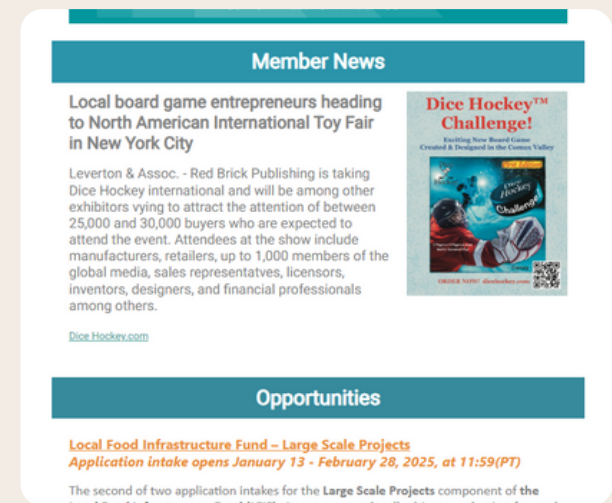 Member News
Local board game entrepreneurs heading
to North American International Toy Fair
in New York City
Leverton & Assoc. - Red Brick Publishing is taking
Dice Hockey international and will be among other
exhibitors vying to attract the attention of between
25,000 and 30,000 buyers who are expected to
attend the event. Attendees at the show include
manufacturers, retailers, up to 1,000 members of the
global media, sales representatves, licensors,
inventors, designers, and financial professionals
among others.
Dice Hockey.com
Dice Hockey™
Challenge!
Exciting New Board Game
Created & Designed in the Comox Valley
First Edition
Dice
Hockey
Challenge!
ORDER NOW! dicehockey.com
Opportunities
Local Food Infrastructure Fund – Large Scale Projects
Application intake opens January 13 - February 28, 2025, at 11:59(PT)
The second of two application intakes for the Large Scale Projects component of the